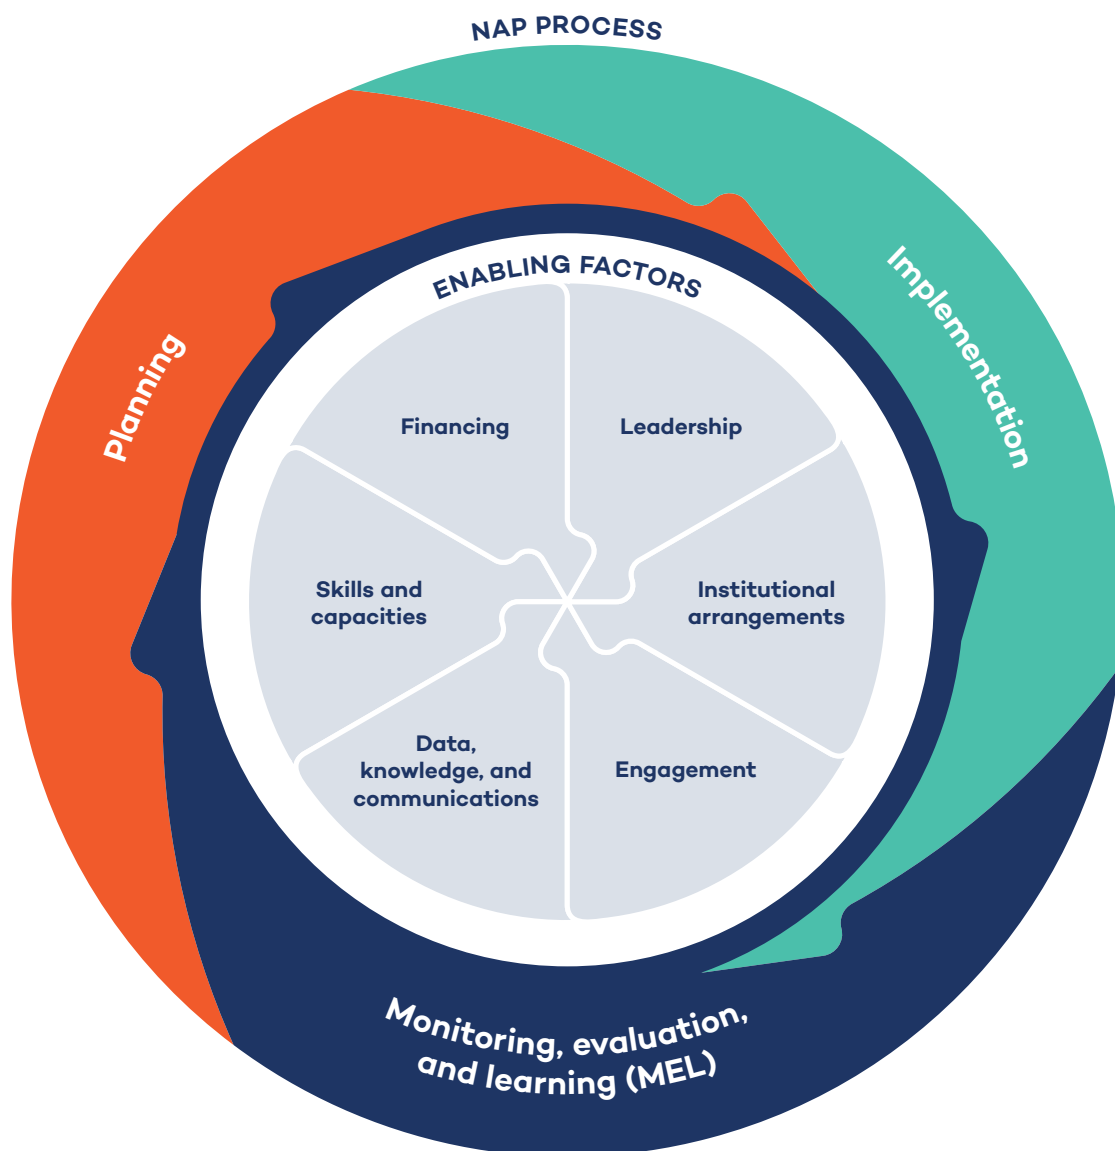 NAP PROCESS
Implementation
Planning
ENABLING FACTORS
Financing
Leadership
Skills and
capacities
Institutional
arrangements
Data,
knowledge, and
communications
Engagement
Monitoring, evaluation,
and learning (MEL)